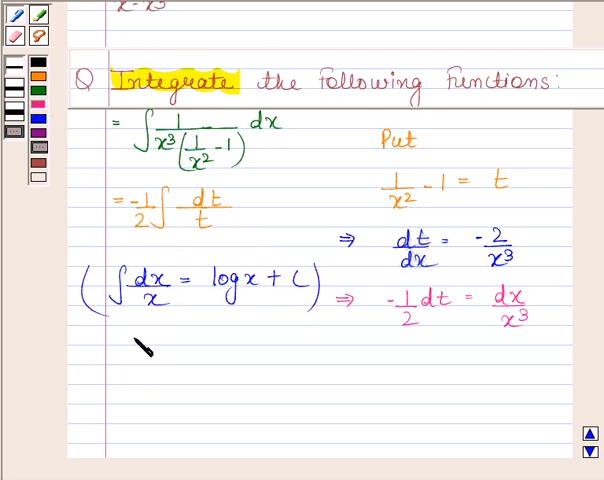 x-x³
Q Integrate the Following Functions:
= ∫ 1/(x³(1/x² - 1)) dx
Put
1/x² - 1 = t
= -1/2 ∫ dt/t
⇒ dt/dx = -2/x³
( ∫ dx/x = log x + C )
⇒ -1/2 dt = dx/x³